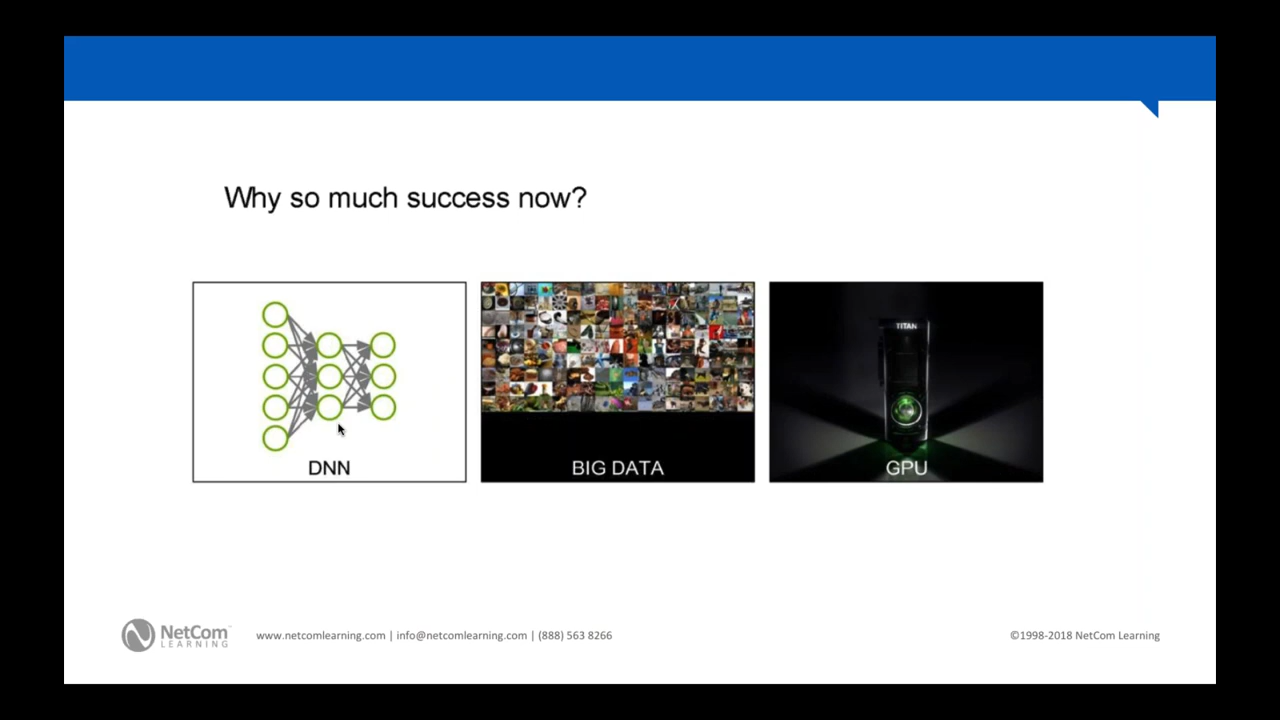 Why so much success now?
DNN
BIG DATA
TITAN
GPU
NetCom™
LEARNING
www.netcomlearning.com | info@netcomlearning.com | (888) 563 8266
©1998-2018 NetCom Learning